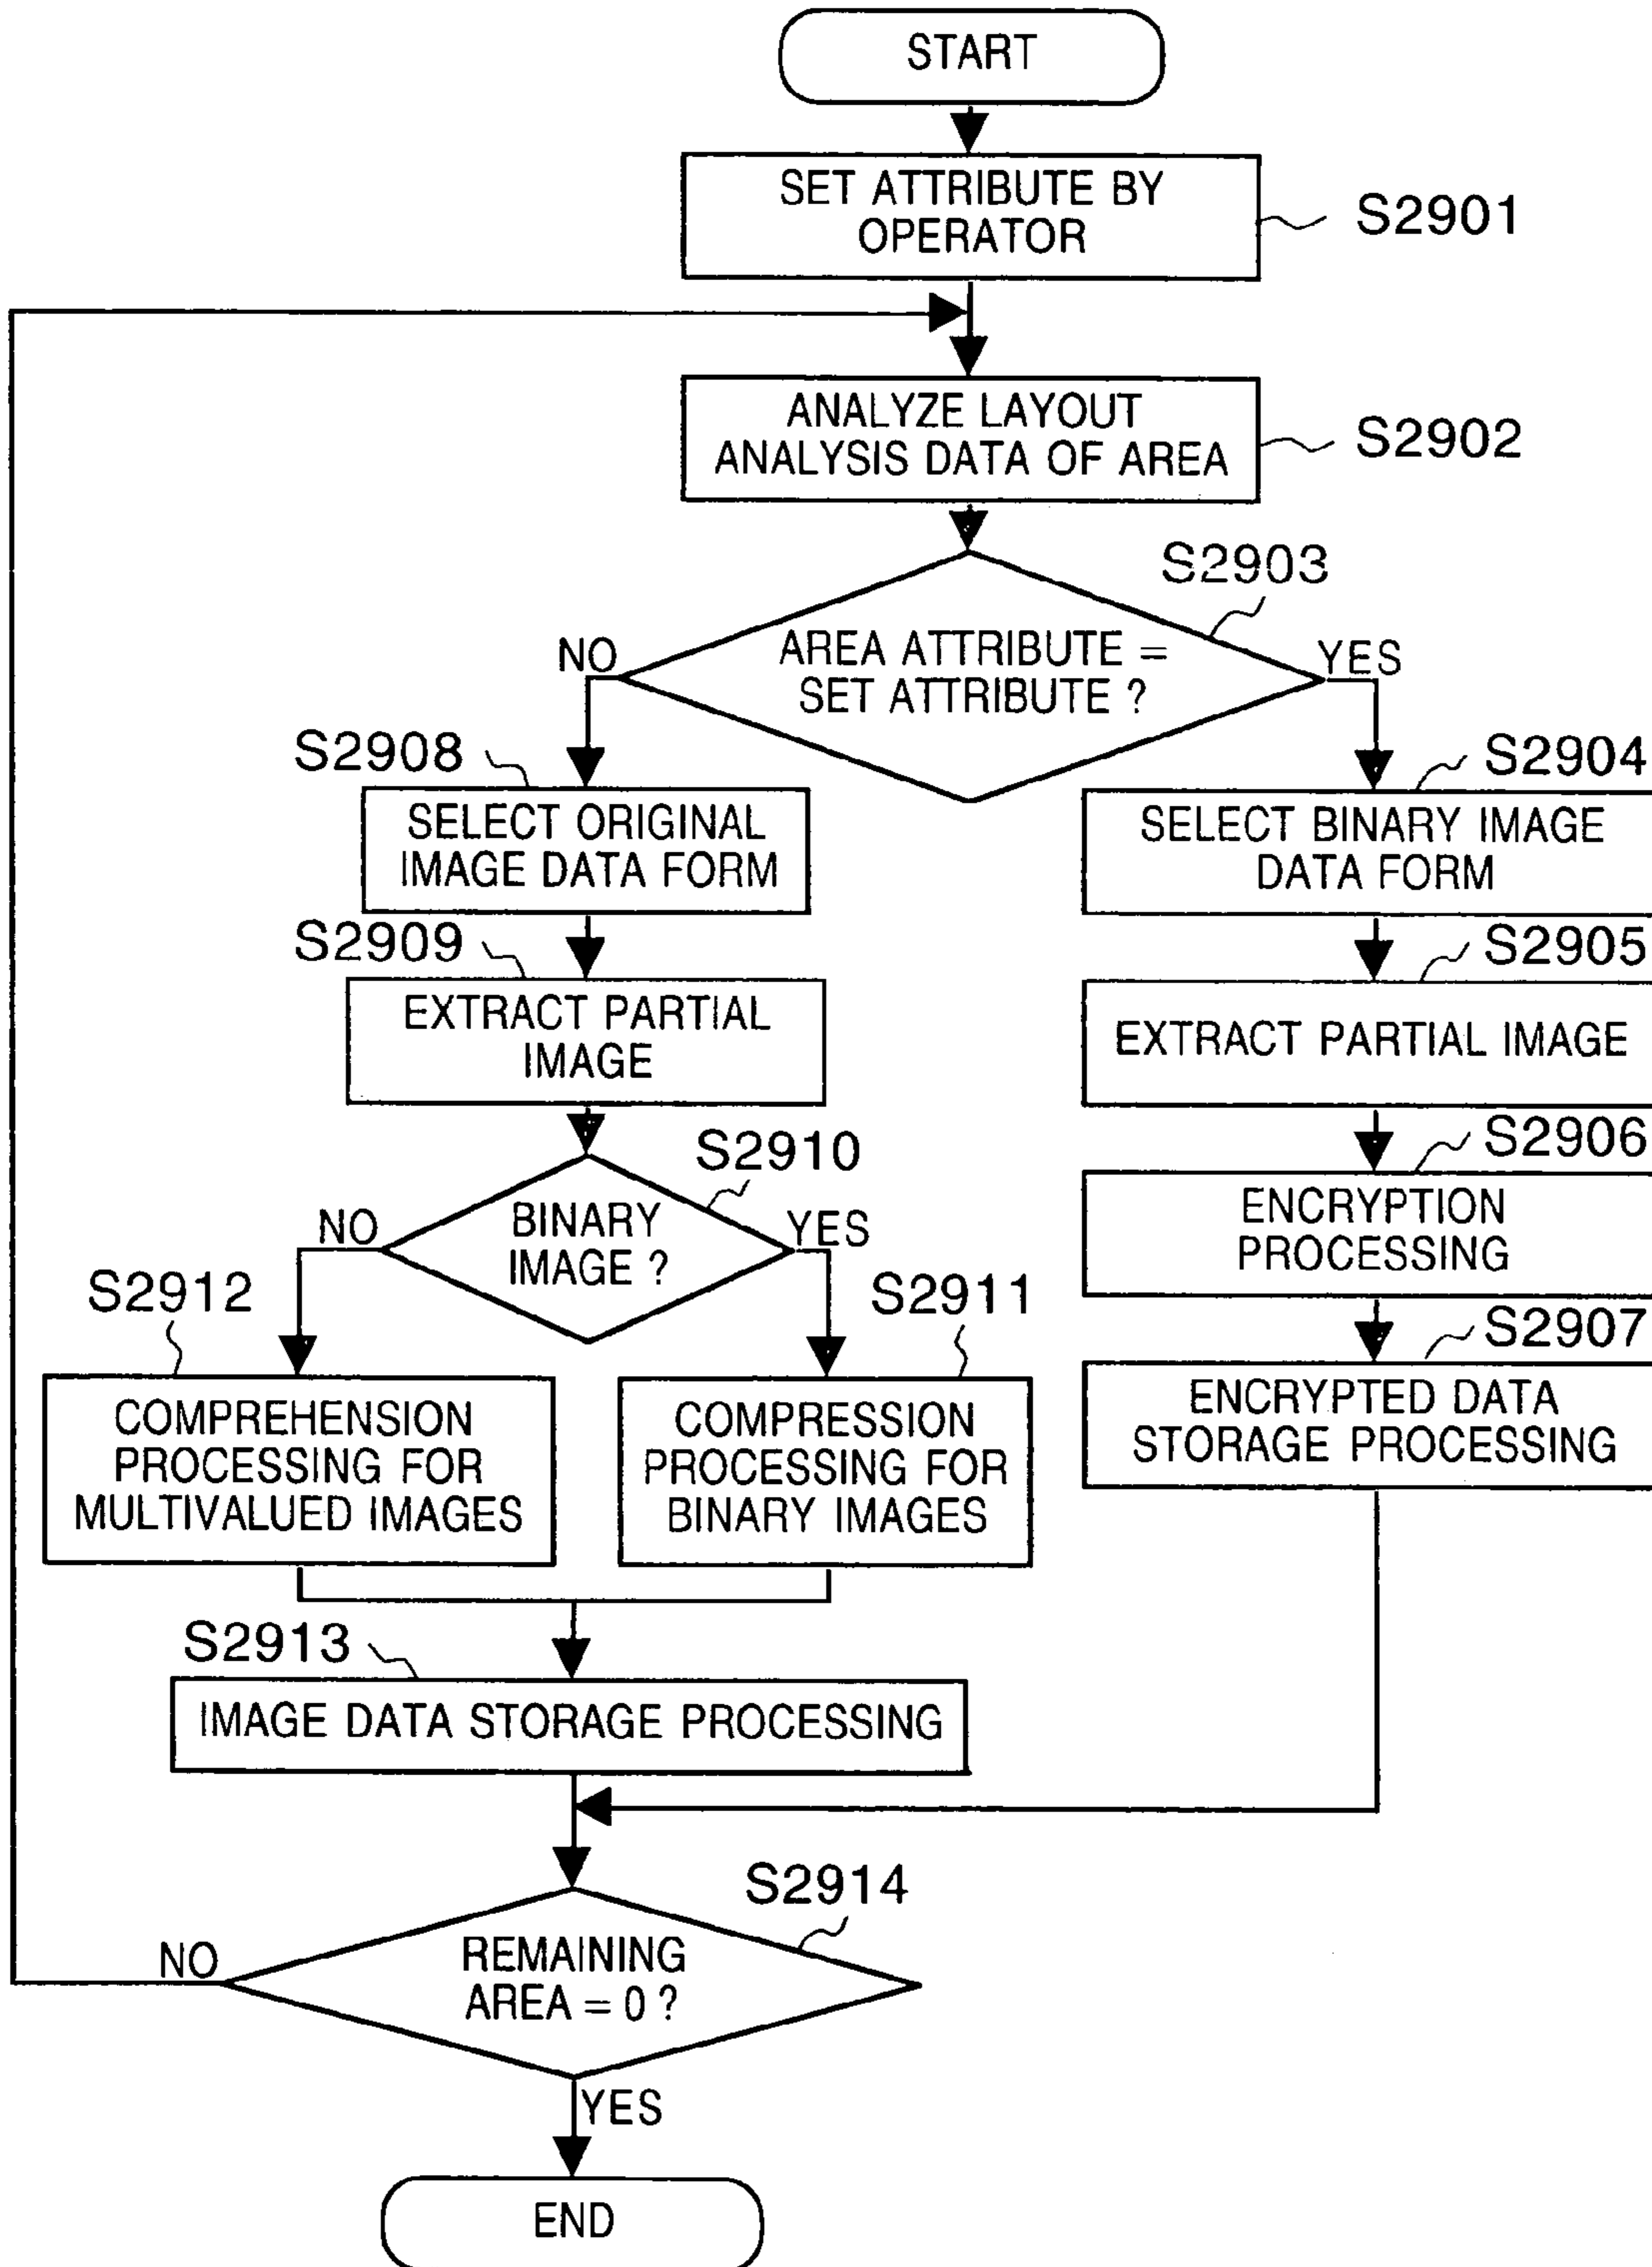 START
SET ATTRIBUTE BY
OPERATOR
S2901
ANALYZE LAYOUT
ANALYSIS DATA OF AREA
S2902
S2903
AREA ATTRIBUTE =
SET ATTRIBUTE ?
NO
YES
S2908
SELECT ORIGINAL
IMAGE DATA FORM
S2904
SELECT BINARY IMAGE
DATA FORM
S2909
EXTRACT PARTIAL
IMAGE
S2905
EXTRACT PARTIAL IMAGE
S2910
BINARY
IMAGE ?
NO
YES
S2906
ENCRYPTION
PROCESSING
S2912
COMPREHENSION
PROCESSING FOR
MULTIVALUED IMAGES
S2911
COMPRESSION
PROCESSING FOR
BINARY IMAGES
S2907
ENCRYPTED DATA
STORAGE PROCESSING
S2913
IMAGE DATA STORAGE PROCESSING
S2914
REMAINING
AREA = 0 ?
NO
YES
END